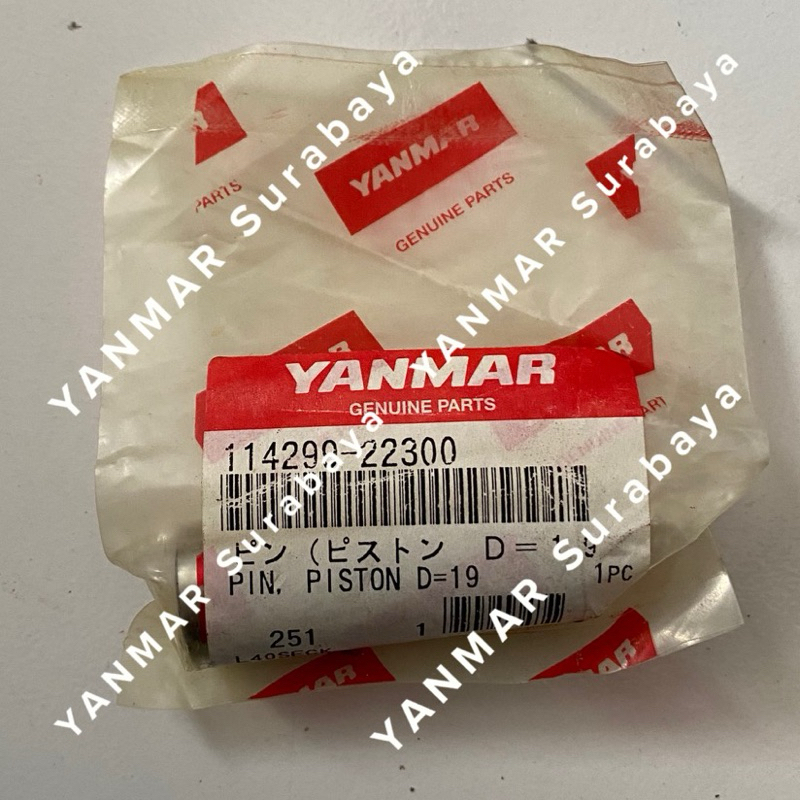 YANMAR
GENUINE PARTS
PARTS
YANMAR
GENUINE PARTS
114299-22300
ピン (ピストン D=19
PIN, PISTON D=19 1PC
251 1
YANMAR Surabaya
YANMAR Surabaya
YANMAR Surabaya
YANMAR Surabaya